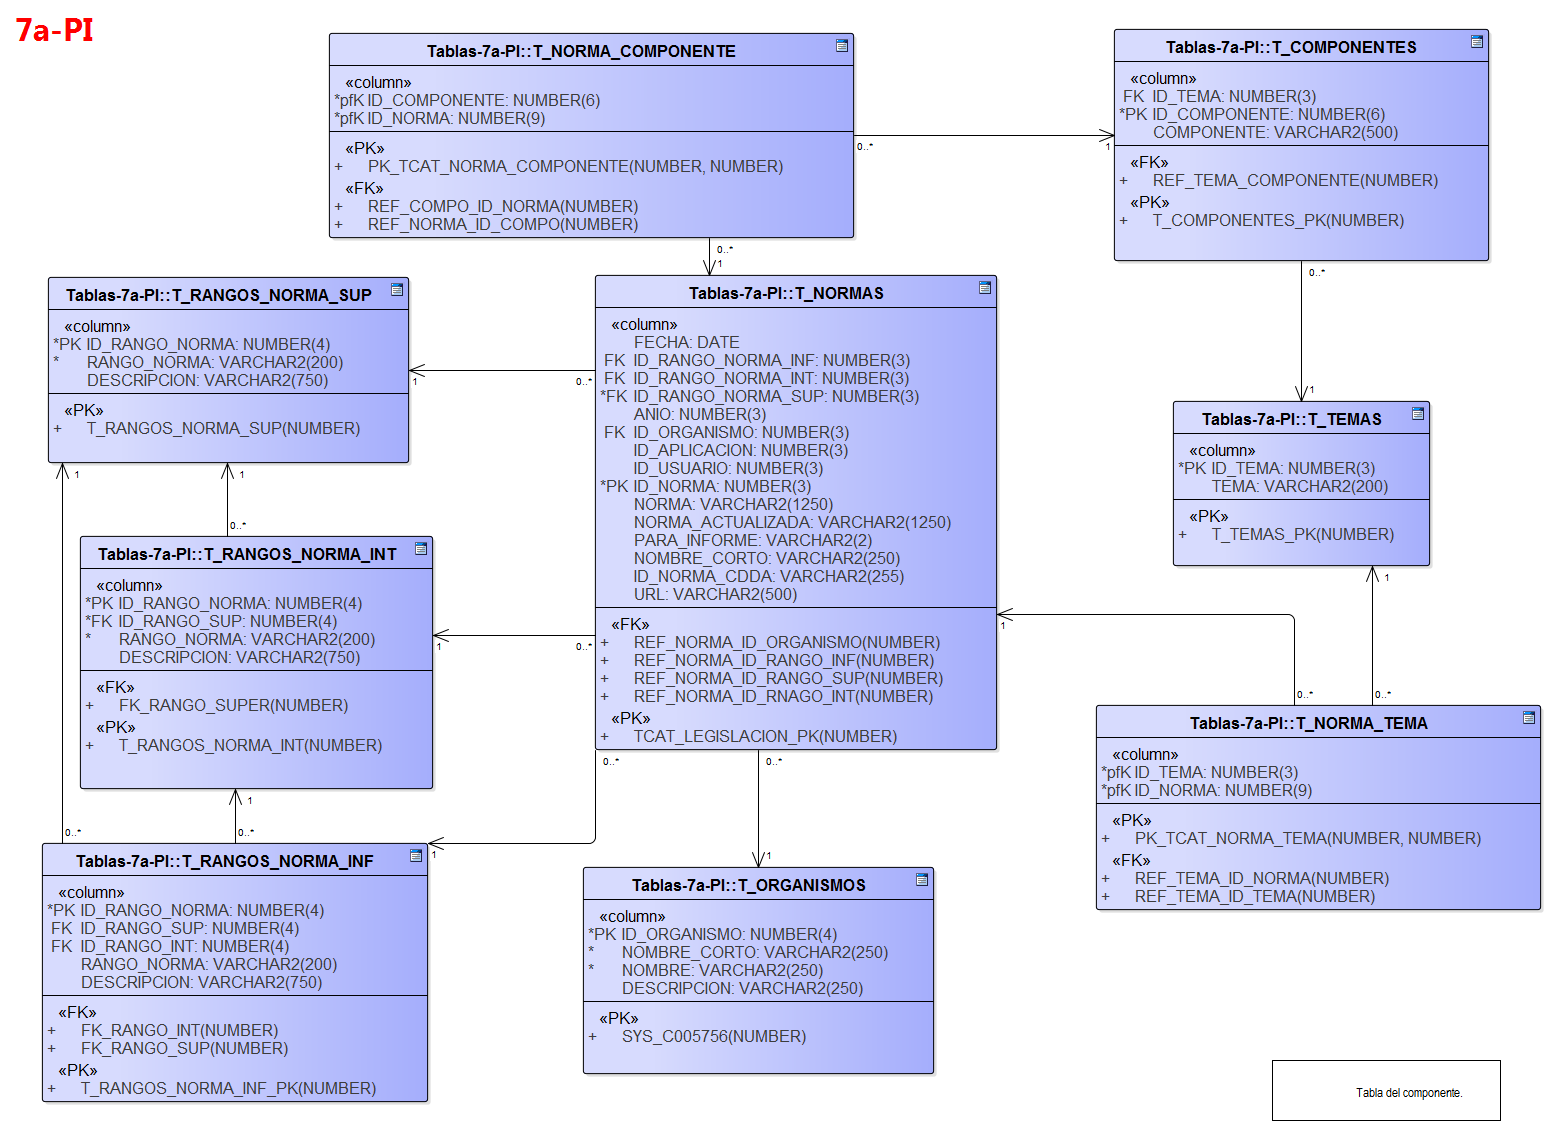 7a-PI
Tablas-7a-PI::T_NORMA_COMPONENTE
«column»
*pfK ID_COMPONENTE: NUMBER(6)
*pfK ID_NORMA: NUMBER(9)
«PK»
+ PK_TCAT_NORMA_COMPONENTE(NUMBER, NUMBER)
«FK»
+ REF_COMPO_ID_NORMA(NUMBER)
+ REF_NORMA_ID_COMPO(NUMBER)
0..*
1
0..*
1
Tablas-7a-PI::T_COMPONENTES
«column»
FK ID_TEMA: NUMBER(3)
*PK ID_COMPONENTE: NUMBER(6)
COMPONENTE: VARCHAR2(500)
«FK»
+ REF_TEMA_COMPONENTE(NUMBER)
«PK»
+ T_COMPONENTES_PK(NUMBER)
0..*
1
Tablas-7a-PI::T_RANGOS_NORMA_SUP
«column»
*PK ID_RANGO_NORMA: NUMBER(4)
* RANGO_NORMA: VARCHAR2(200)
DESCRIPCION: VARCHAR2(750)
«PK»
+ T_RANGOS_NORMA_SUP(NUMBER)
1
0..*
1
1
0..*
Tablas-7a-PI::T_NORMAS
«column»
FECHA: DATE
FK ID_RANGO_NORMA_INF: NUMBER(3)
FK ID_RANGO_NORMA_INT: NUMBER(3)
*FK ID_RANGO_NORMA_SUP: NUMBER(3)
ANIO: NUMBER(3)
FK ID_ORGANISMO: NUMBER(3)
ID_APLICACION: NUMBER(3)
ID_USUARIO: NUMBER(3)
*PK ID_NORMA: NUMBER(3)
NORMA: VARCHAR2(1250)
NORMA_ACTUALIZADA: VARCHAR2(1250)
PARA_INFORME: VARCHAR2(2)
NOMBRE_CORTO: VARCHAR2(250)
ID_NORMA_CDDA: VARCHAR2(255)
URL: VARCHAR2(500)
«FK»
+ REF_NORMA_ID_ORGANISMO(NUMBER)
+ REF_NORMA_ID_RANGO_INF(NUMBER)
+ REF_NORMA_ID_RANGO_SUP(NUMBER)
+ REF_NORMA_ID_RNAGO_INT(NUMBER)
«PK»
+ TCAT_LEGISLACION_PK(NUMBER)
Tablas-7a-PI::T_TEMAS
«column»
*PK ID_TEMA: NUMBER(3)
TEMA: VARCHAR2(200)
«PK»
+ T_TEMAS_PK(NUMBER)
1
1
0..*
0..*
Tablas-7a-PI::T_RANGOS_NORMA_INT
«column»
*PK ID_RANGO_NORMA: NUMBER(4)
*FK ID_RANGO_SUP: NUMBER(4)
* RANGO_NORMA: VARCHAR2(200)
DESCRIPCION: VARCHAR2(750)
«FK»
+ FK_RANGO_SUPER(NUMBER)
«PK»
+ T_RANGOS_NORMA_INT(NUMBER)
1
0..*
Tablas-7a-PI::T_NORMA_TEMA
«column»
*pfK ID_TEMA: NUMBER(3)
*pfK ID_NORMA: NUMBER(9)
«PK»
+ PK_TCAT_NORMA_TEMA(NUMBER, NUMBER)
«FK»
+ REF_TEMA_ID_NORMA(NUMBER)
+ REF_TEMA_ID_TEMA(NUMBER)
0..*
0..*
1
0..*
0..*
1
1
Tablas-7a-PI::T_RANGOS_NORMA_INF
«column»
*PK ID_RANGO_NORMA: NUMBER(4)
FK ID_RANGO_SUP: NUMBER(4)
FK ID_RANGO_INT: NUMBER(4)
RANGO_NORMA: VARCHAR2(200)
DESCRIPCION: VARCHAR2(750)
«FK»
+ FK_RANGO_INT(NUMBER)
+ FK_RANGO_SUP(NUMBER)
«PK»
+ T_RANGOS_NORMA_INF_PK(NUMBER)
Tablas-7a-PI::T_ORGANISMOS
«column»
*PK ID_ORGANISMO: NUMBER(4)
* NOMBRE_CORTO: VARCHAR2(250)
* NOMBRE: VARCHAR2(250)
DESCRIPCION: VARCHAR2(250)
«PK»
+ SYS_C005756(NUMBER)
Tabla del componente.